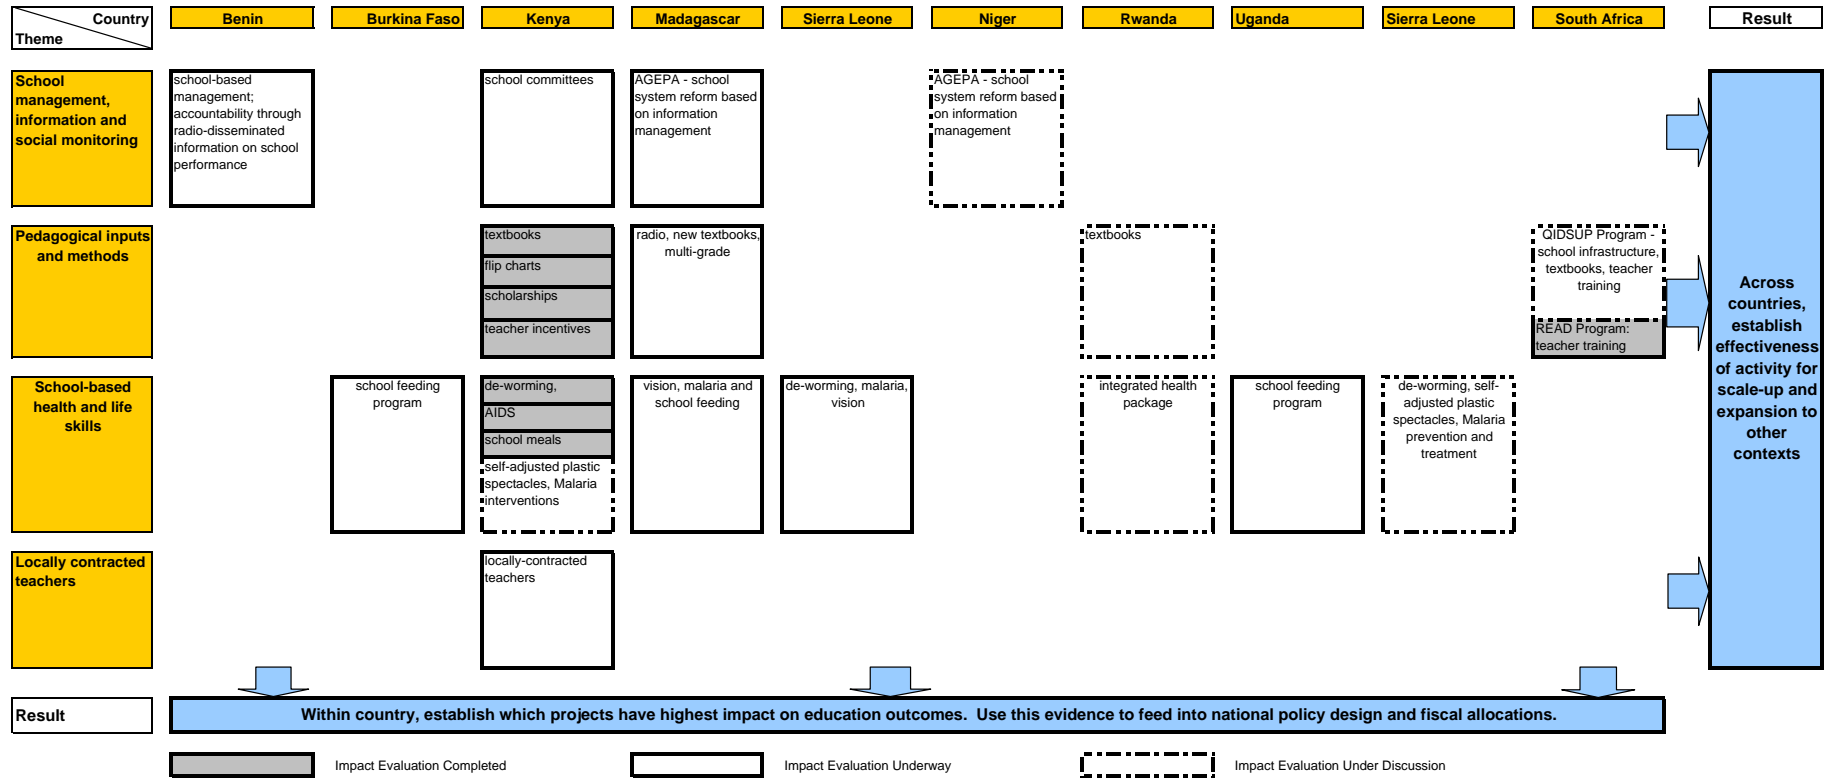 Country
Theme
Benin
Burkina Faso
Kenya
Madagascar
Sierra Leone
Niger
Rwanda
Uganda
Sierra Leone
South Africa
Result
School
management,
information and
social monitoring
school-based
management;
accountability through
radio-disseminated
information on school
performance
school committees
AGEPA - school
system reform based
on information
management
AGEPA - school
system reform based
on information
management
Pedagogical inputs
and methods
textbooks
flip charts
scholarships
teacher incentives
radio, new textbooks,
multi-grade
textbooks
QIDSUP Program -
school infrastructure,
textbooks, teacher
training
READ Program:
teacher training
School-based
health and life
skills
school feeding
program
de-worming,
AIDS
school meals
self-adjusted plastic
spectacles, Malaria
interventions
vision, malaria and
school feeding
de-worming, malaria,
vision
integrated health
package
school feeding
program
de-worming, self-
adjusted plastic
spectacles, Malaria
prevention and
treatment
Locally contracted
teachers
locally-contracted
teachers
Across
countries,
establish
effectiveness
of activity for
scale-up and
expansion to
other
contexts
Result
Within country, establish which projects have highest impact on education outcomes.  Use this evidence to feed into national policy design and fiscal allocations.
Impact Evaluation Completed
Impact Evaluation Underway
Impact Evaluation Under Discussion